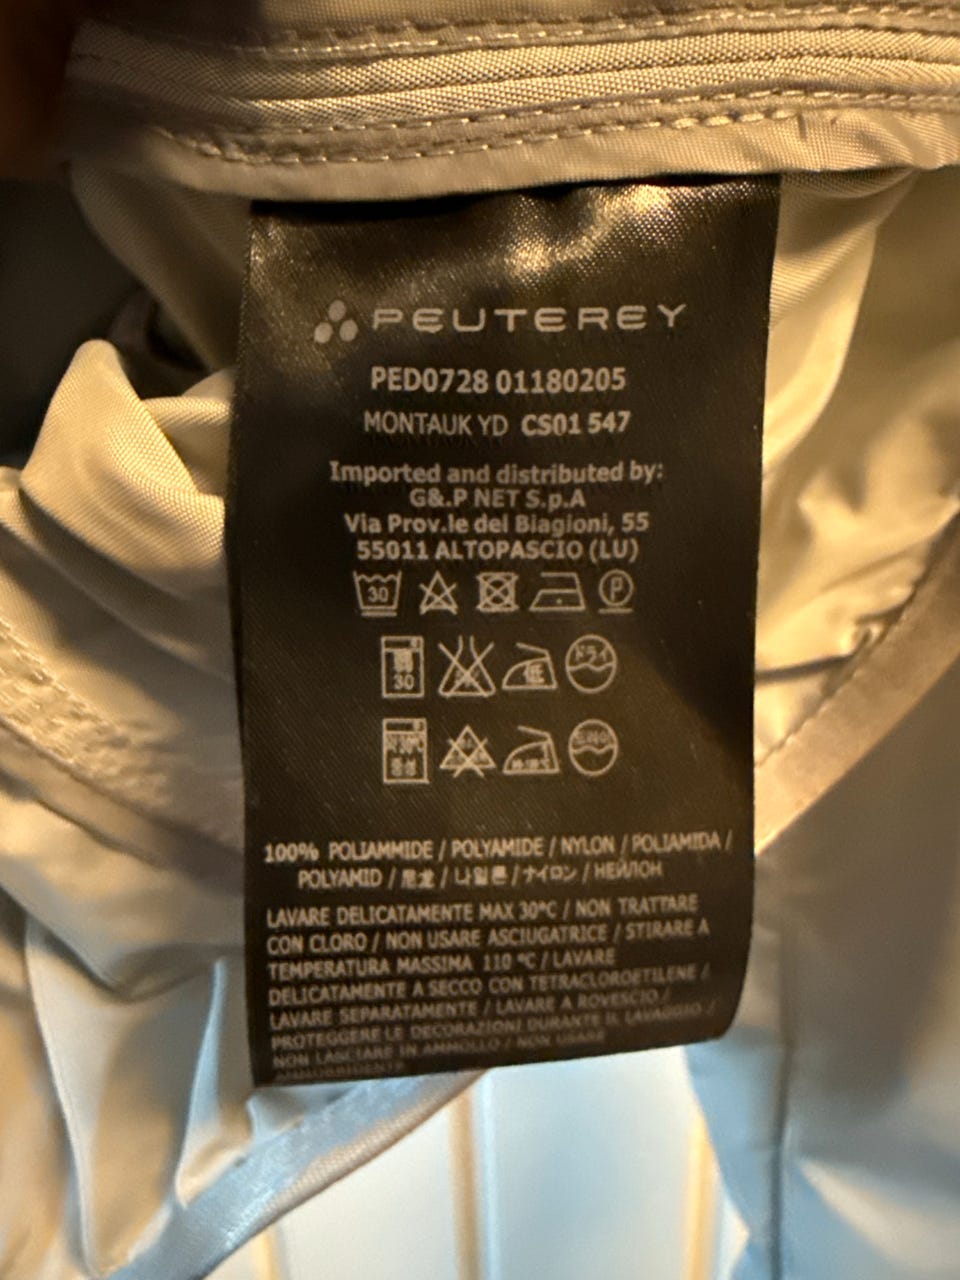 PEUTEREY
PED0728 01180205
MONTAUK YD CS01 547
Imported and distributed by:
G&.P NET S.p.A
Via Prov.le del Biagioni, 55
55011 ALTOPASCIO (LU)
30 P
30 低 ドライ
100% POLIAMMIDE / POLYAMIDE / NYLON / POLIAMIDA /
POLYAMID / 尼龙 / 나일론 / ナイロン / НЕЙЛОН
LAVARE DELICATAMENTE MAX 30°C / NON TRATTARE
CON CLORO / NON USARE ASCIUGATRICE / STIRARE A
TEMPERATURA MASSIMA 110 °C / LAVARE
DELICATAMENTE A SECCO CON TETRACLOROETILENE /
LAVARE SEPARATAMENTE / LAVARE A ROVESCIO /
PROTEGGERE LE DECORAZIONI DURANTE IL LAVAGGIO /
NON LASCIARE IN AMMOLLO / NON USARE